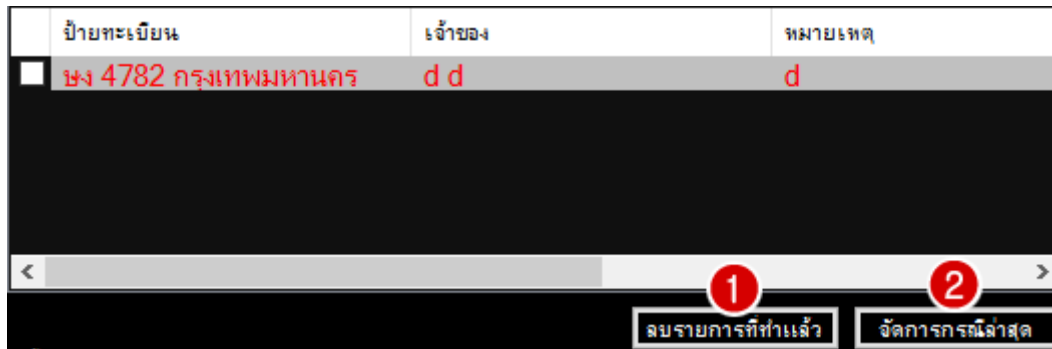 ป้ายทะเบียน เจ้าของ หมายเหตุ
ษง 4782 กรุงเทพมหานคร d d d
1 2
ลบรายการที่ทำแล้ว จัดการกรณีล่าสุด